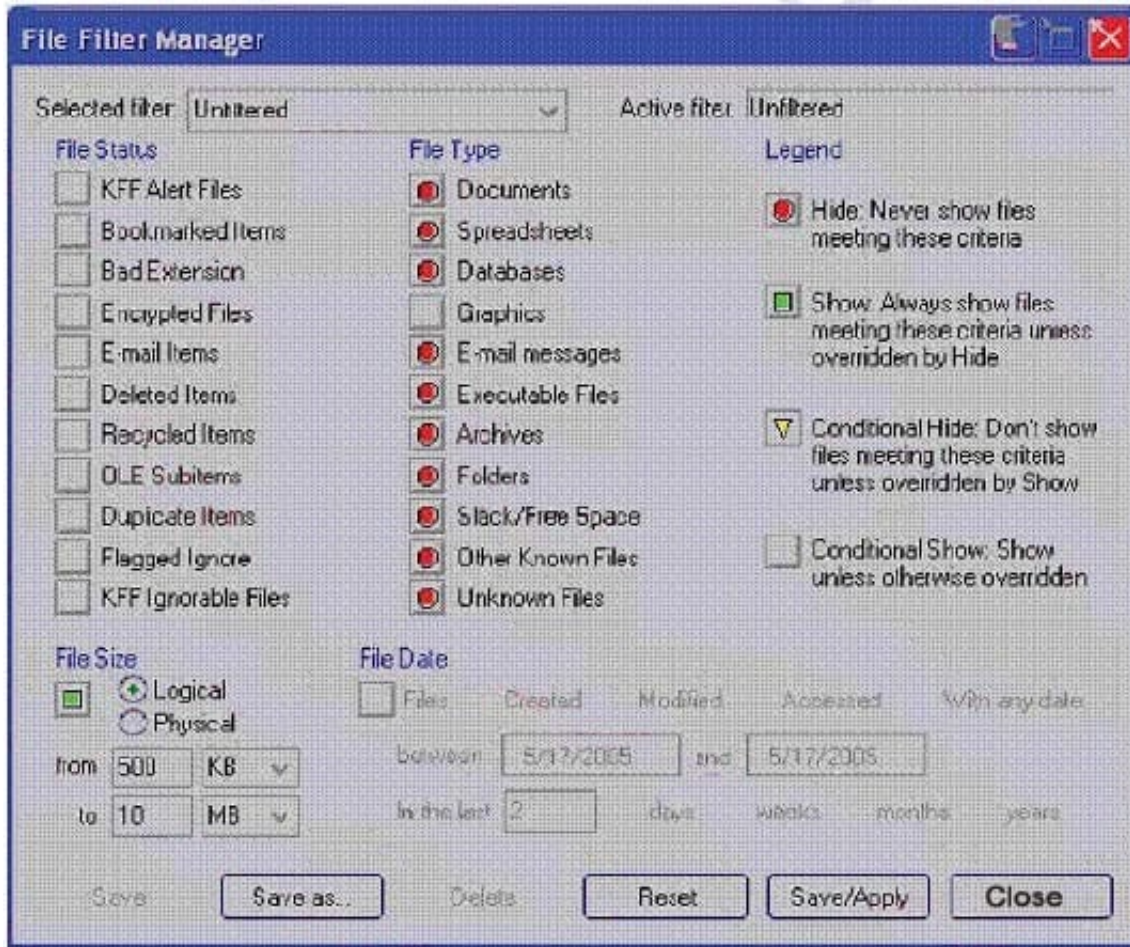 File Filter Manager
Selected filter Unfiltered
Active filter Unfiltered
File Status
KFF Alert Files
Bookmarked Items
Bad Extension
Encrypted Files
E-mail Items
Deleted Items
Recycled Items
OLE Subitems
Duplicate Items
Flagged Ignore
KFF Ignorable Files
File Type
Documents
Spreadsheets
Databases
Graphics
E-mail messages
Executable Files
Archives
Folders
Slack/Free Space
Other Known Files
Unknown Files
Legend
Hide: Never show files
meeting these criteria
Show: Always show files
meeting these criteria unless
overridden by Hide
Conditional Hide: Don't show
files meeting these criteria
unless overridden by Show
Conditional Show: Show
unless otherwise overridden
File Size
Logical
Physical
from 500 KB
to 10 MB
File Date
Files Created Modified Accessed With any date
between 5/17/2005 and 5/17/2005
In the last 2 days weeks months years
Save Save as... Delete Reset Save/Apply Close